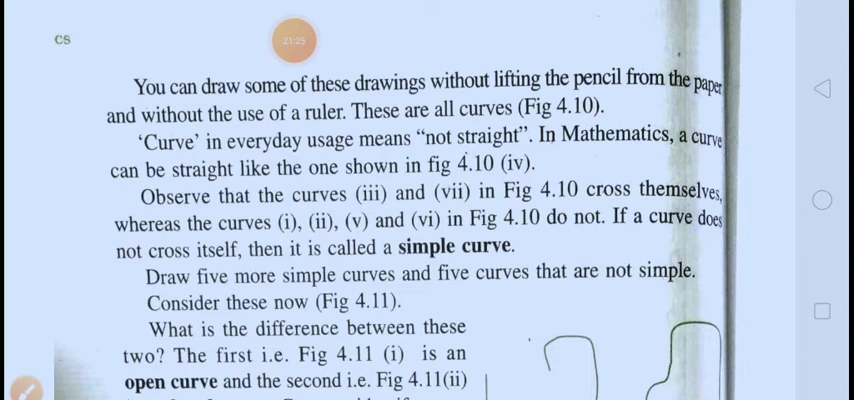 CS
21:25
You can draw some of these drawings without lifting the pencil from the paper
and without the use of a ruler. These are all curves (Fig 4.10).
‘Curve’ in everyday usage means “not straight”. In Mathematics, a curve
can be straight like the one shown in fig 4.10 (iv).
Observe that the curves (iii) and (vii) in Fig 4.10 cross themselves,
whereas the curves (i), (ii), (v) and (vi) in Fig 4.10 do not. If a curve does
not cross itself, then it is called a simple curve.
Draw five more simple curves and five curves that are not simple.
Consider these now (Fig 4.11).
What is the difference between these
two? The first i.e. Fig 4.11 (i) is an
open curve and the second i.e. Fig 4.11(ii)